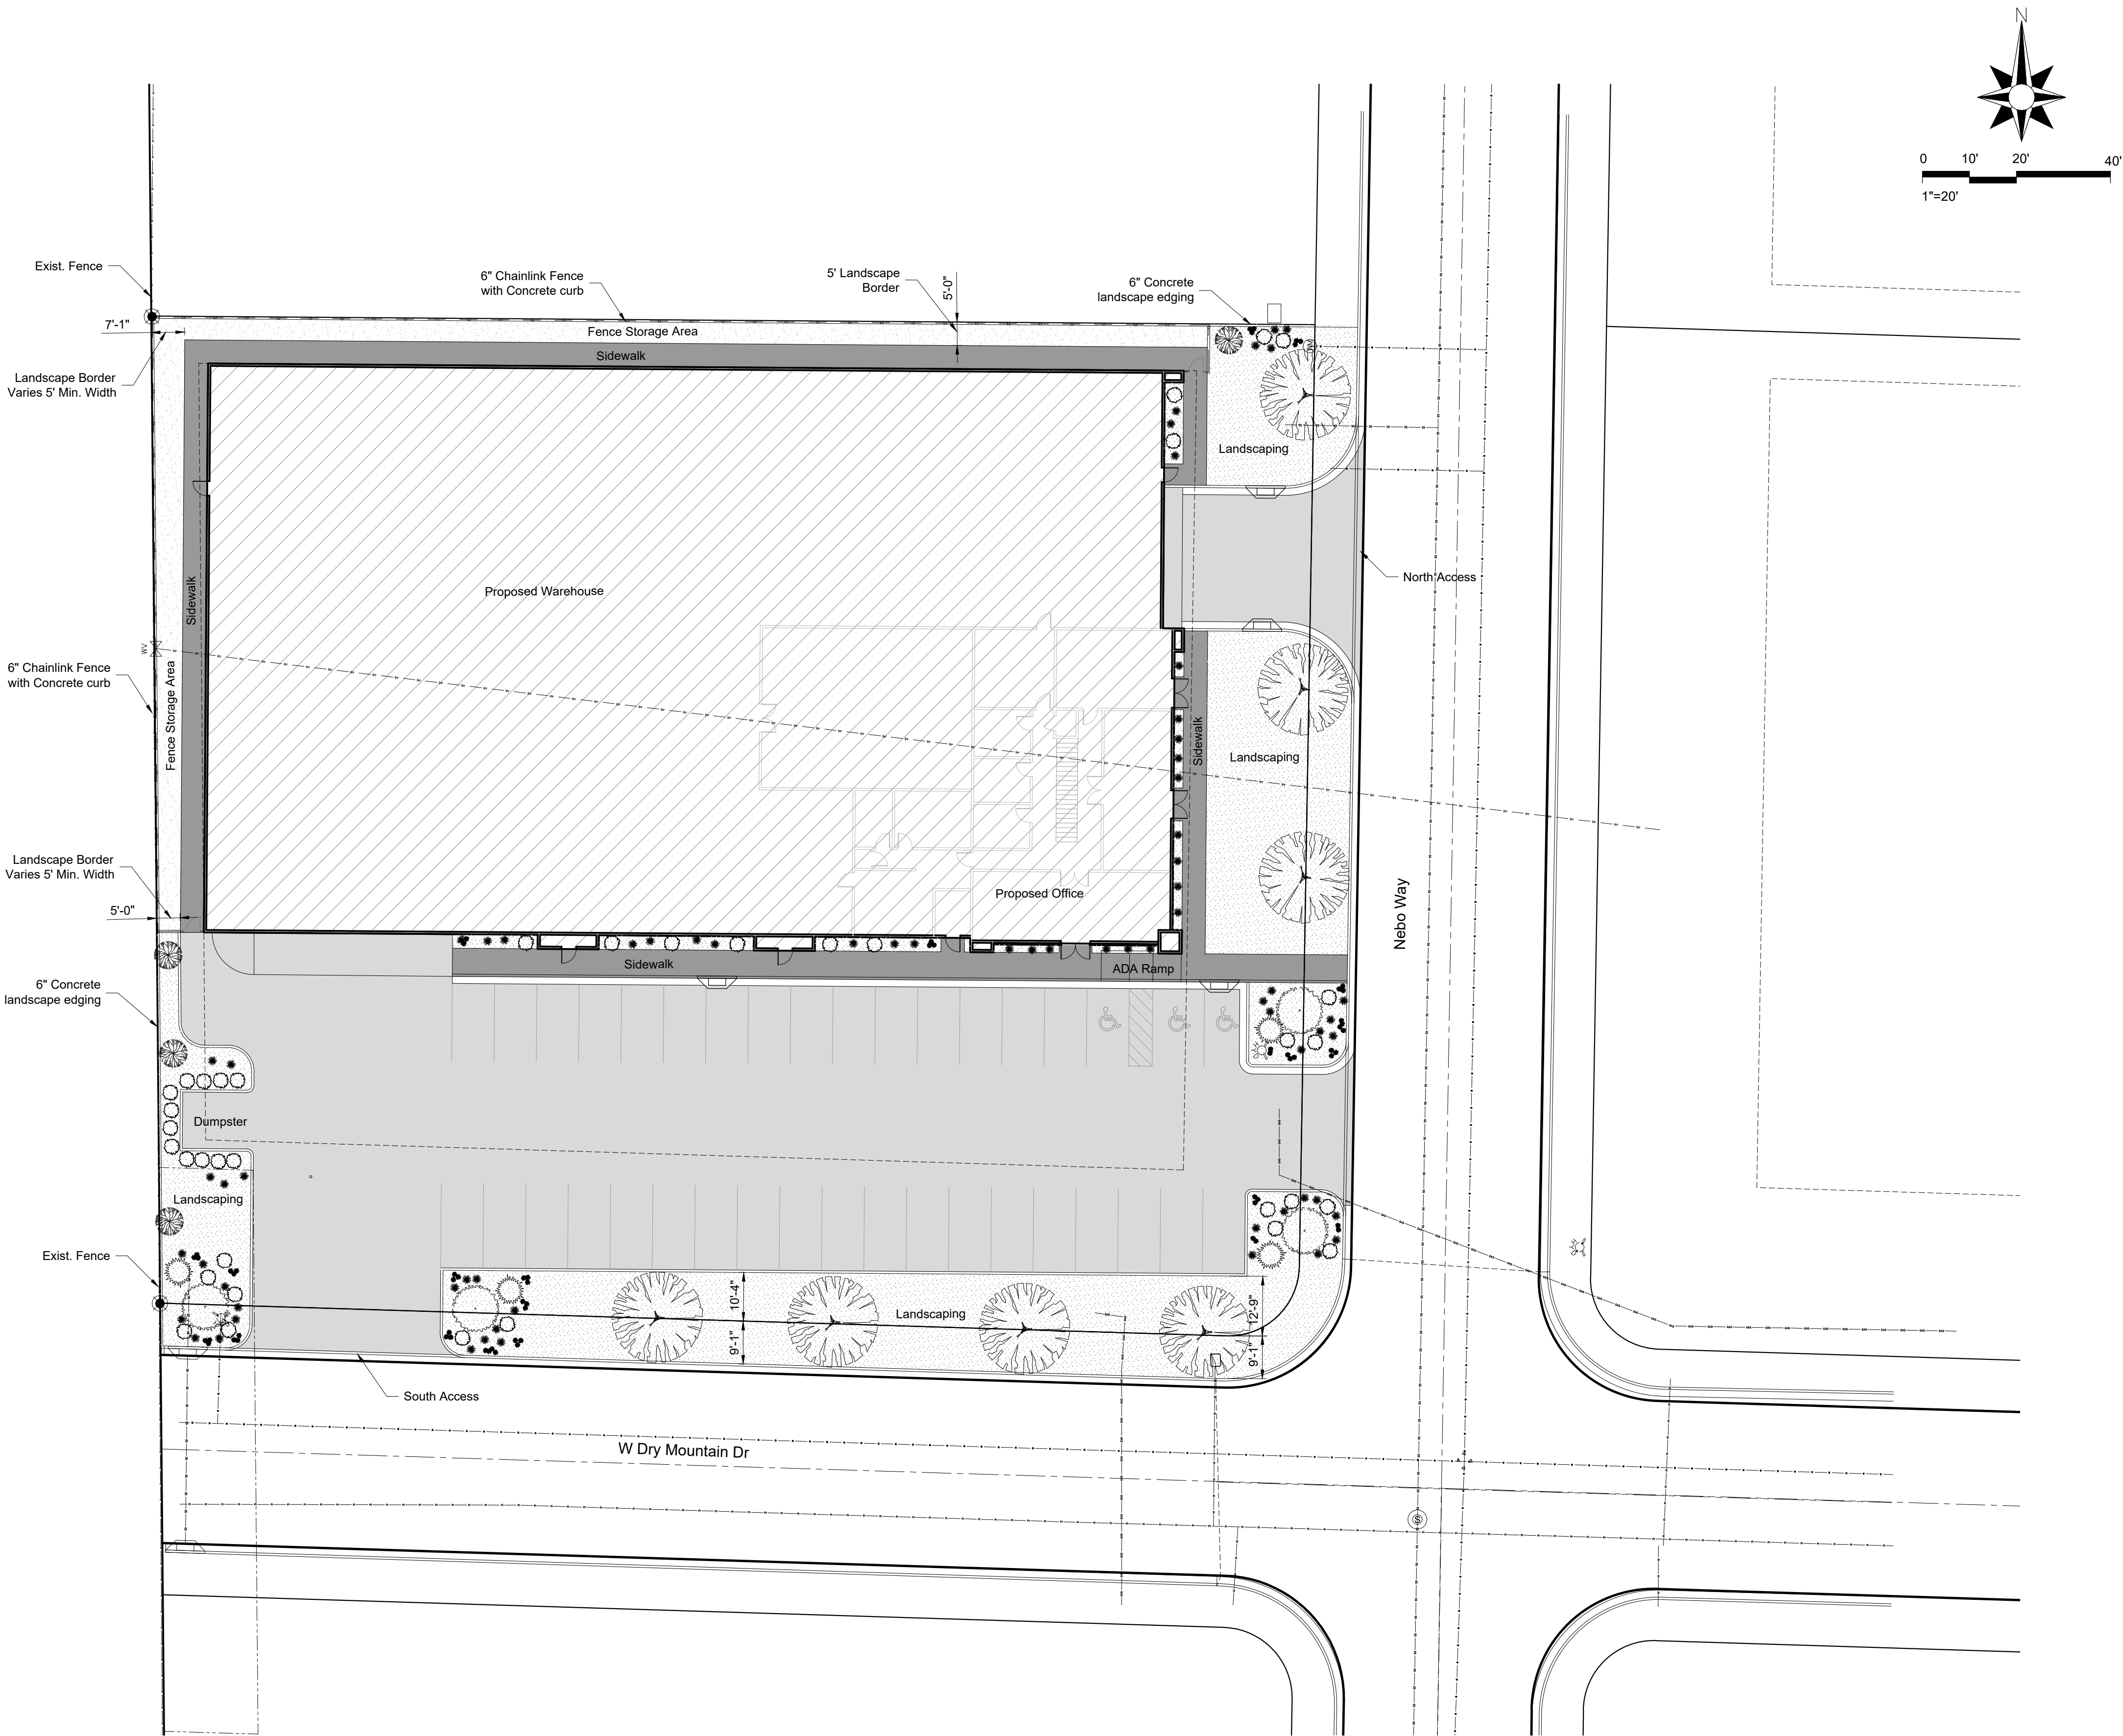 N
0 10' 20' 40'
1"=20'
Exist. Fence
6" Chainlink Fence
with Concrete curb
5' Landscape
Border
5'-0"
6" Concrete
landscape edging
7'-1"
Fence Storage Area
Sidewalk
Landscape Border
Varies 5' Min. Width
Landscaping
North Access
Proposed Warehouse
Sidewalk
WV
6" Chainlink Fence
with Concrete curb
Fence Storage Area
Sidewalk
Landscaping
Landscape Border
Varies 5' Min. Width
Proposed Office
5'-0"
Nebo Way
Sidewalk
ADA Ramp
6" Concrete
landscape edging
Dumpster
Landscaping
Exist. Fence
10'-4"
Landscaping
12'-9"
9'-1"
9'-1"
South Access
W Dry Mountain Dr
S